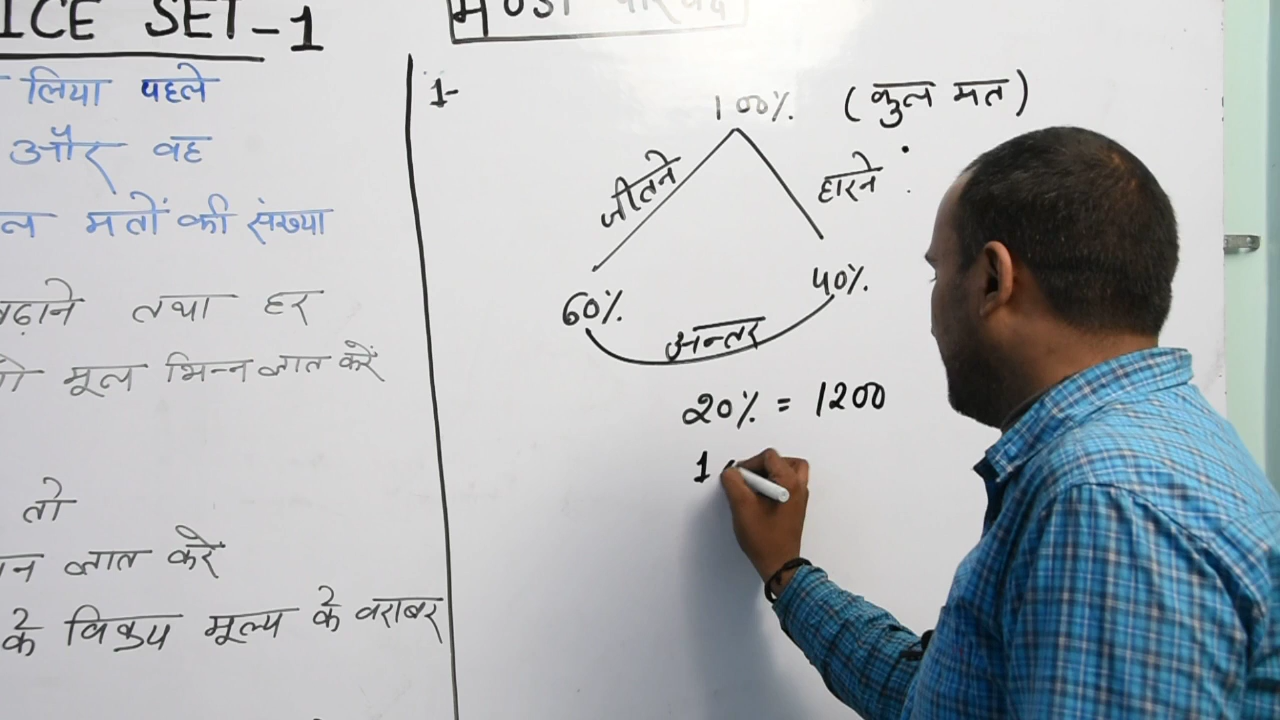 ICE SET-1
लिया पहले
और वह
मतों की संख्या
बढ़ाने तथा हर
मूल भिन्न ज्ञात करें
तो
ज्ञात करें
के विक्रय मूल्य के बराबर
1-
100% (कुल मत)
जीतने हारने
60% 40%
अन्तर
20% = 1200
1